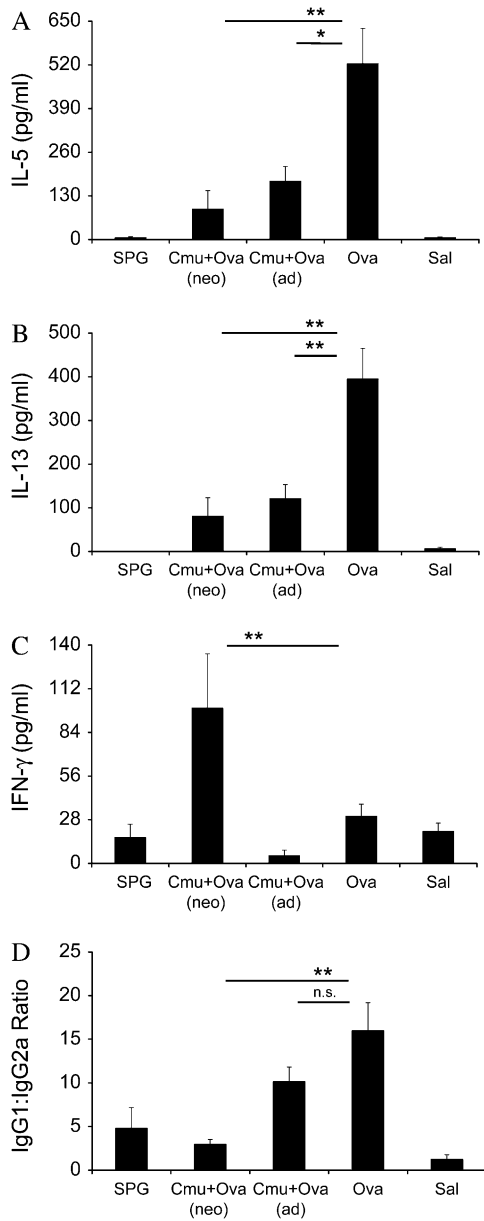 A
IL-5 (pg/ml)
650
520
390
260
130
0
**
*
SPG
Cmu+Ova
(neo)
Cmu+Ova
(ad)
Ova
Sal
B
IL-13 (pg/ml)
500
400
300
200
100
0
**
**
SPG
Cmu+Ova
(neo)
Cmu+Ova
(ad)
Ova
Sal
C
IFN-γ (pg/ml)
140
112
84
56
28
0
**
SPG
Cmu+Ova
(neo)
Cmu+Ova
(ad)
Ova
Sal
D
IgG1:IgG2a Ratio
25
20
15
10
5
0
**
n.s.
SPG
Cmu+Ova
(neo)
Cmu+Ova
(ad)
Ova
Sal